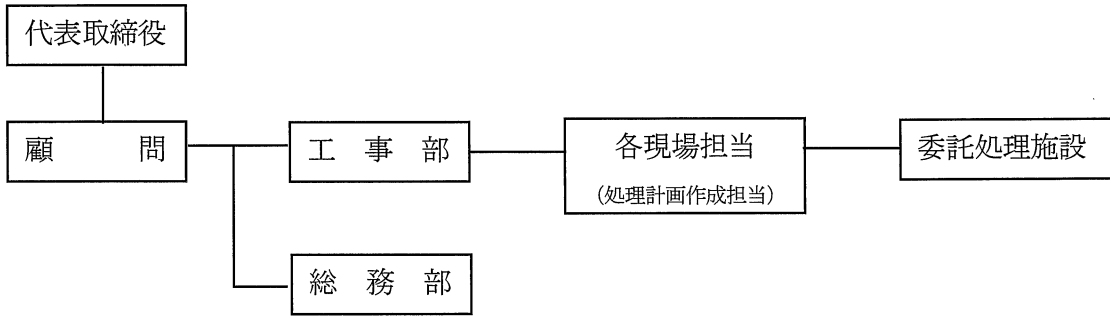 代表取締役
顧問
工事部
各現場担当
(処理計画作成担当)
委託処理施設
総務部